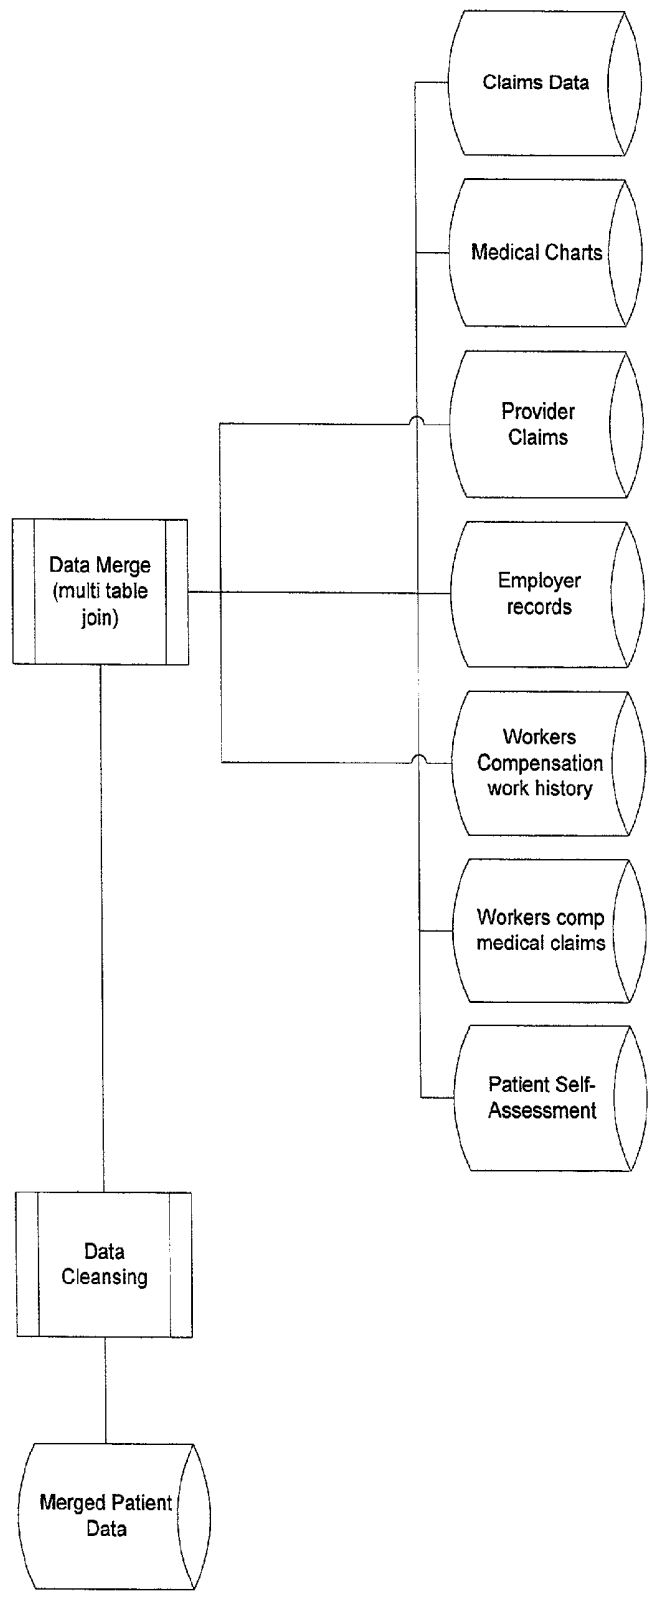 Claims Data
Medical Charts
Provider
Claims
Data Merge
(multi table
join)
Employer
records
Workers
Compensation
work history
Workers comp
medical claims
Patient Self-
Assessment
Data
Cleansing
Merged Patient
Data